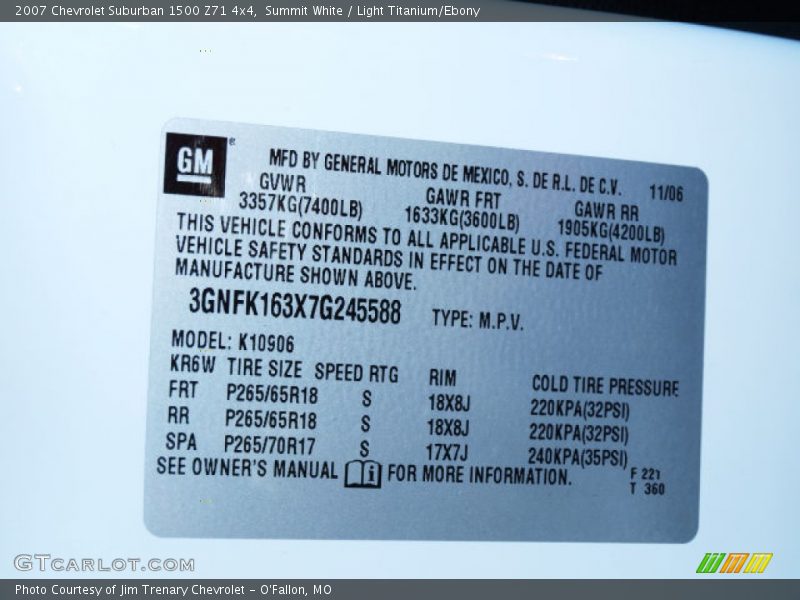 2007 Chevrolet Suburban 1500 Z71 4x4, Summit White / Light Titanium/Ebony
GM®
MFD BY GENERAL MOTORS DE MEXICO, S. DE R.L. DE C.V. 11/06
GVWR GAWR FRT GAWR RR
3357KG(7400LB) 1633KG(3600LB) 1905KG(4200LB)
THIS VEHICLE CONFORMS TO ALL APPLICABLE U.S. FEDERAL MOTOR
VEHICLE SAFETY STANDARDS IN EFFECT ON THE DATE OF
MANUFACTURE SHOWN ABOVE.
3GNFK163X7G245588 TYPE: M.P.V.
MODEL: K10906
KR6W TIRE SIZE SPEED RTG RIM COLD TIRE PRESSURE
FRT P265/65R18 S 18X8J 220KPA(32PSI)
RR P265/65R18 S 18X8J 220KPA(32PSI)
SPA P265/70R17 S 17X7J 240KPA(35PSI)
SEE OWNER'S MANUAL i FOR MORE INFORMATION. F 221
T 360
GTCARLOT.COM
Photo Courtesy of Jim Trenary Chevrolet - O'Fallon, MO